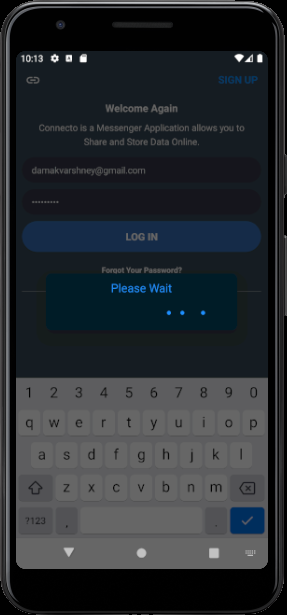 10:13
SIGN UP
Welcome Again
Connecto is a Messenger Application allows you to
Share and Store Data Online.
damakvarshney@gmail.com
•••••••••
LOG IN
Forgot Your Password?
Please Wait
1 2 3 4 5 6 7 8 9 0
q w e r t y u i o p
a s d f g h j k l
z x c v b n m
?123 , .